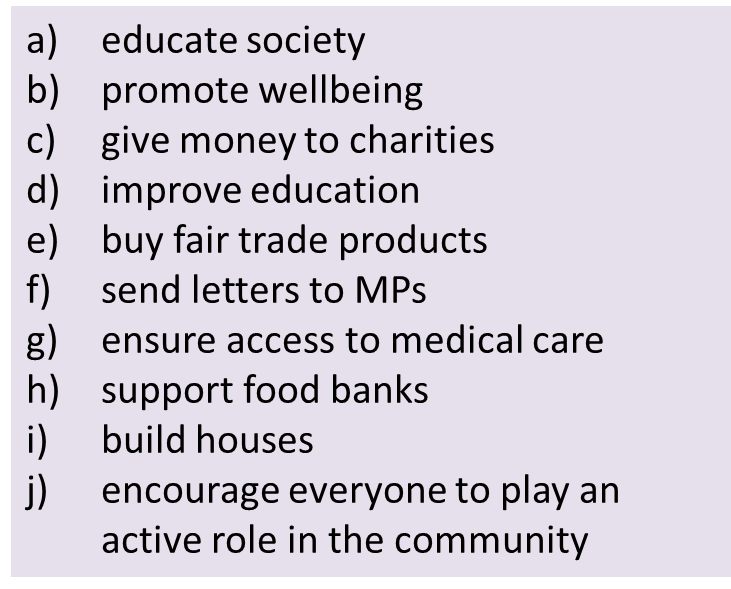 a) educate society
b) promote wellbeing
c) give money to charities
d) improve education
e) buy fair trade products
f) send letters to MPs
g) ensure access to medical care
h) support food banks
i) build houses
j) encourage everyone to play an
active role in the community